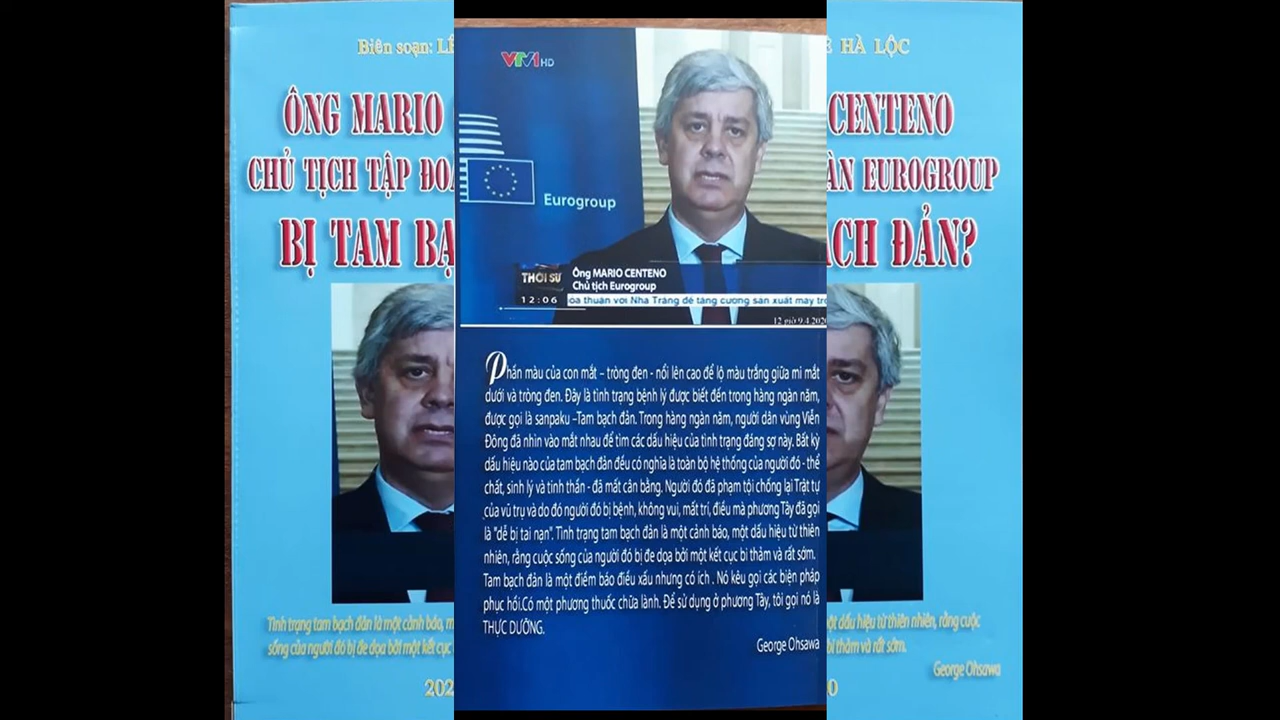 Biên soạn: LÊ
Ê HÀ LỘC
ÔNG MARIO
CENTENO
CHỦ TỊCH TẬP ĐOÀ
ÀN EUROGROUP
BỊ TAM BẠ
ẠCH ĐẢN?
VTV1 HD
Eurogroup
THỜI SỰ
Ông MARIO CENTENO
Chủ tịch Eurogroup
12:06
thuận với Nha Trang để tăng cường sản xuất máy
12 giờ 9.4.2020
Phần màu của con mắt – tròng đen - nổi lên cao để lộ màu trắng giữa mi mắt
dưới và tròng đen. Đây là tình trạng bệnh lý được biết đến trong hàng ngàn năm,
được gọi là sanpaku –Tam bạch đản. Trong hàng ngàn năm, người dân vùng Viễn
Đông đã nhìn vào mắt nhau để tìm các dấu hiệu của tình trạng đáng sợ này. Bất kỳ
dấu hiệu nào của tam bạch đản đều có nghĩa là toàn bộ hệ thống của người đó - thể
chất, sinh lý và tinh thần - đã mất cân bằng. Người đó đã phạm tội chống lại Trật tự
của vũ trụ và do đó người đó bị bệnh, không vui, mất trí, điều mà phương Tây đã gọi
là "dễ bị tai nạn". Tình trạng tam bạch đản là một cảnh báo, một dấu hiệu từ thiên
nhiên, rằng cuộc sống của người đó bị đe dọa bởi một kết cục bi thảm và rất sớm.
Tam bạch đản là một điềm báo điều xấu nhưng có ích . Nó kêu gọi các biện pháp
phục hồi.Có một phương thuốc chữa lành. Để sử dụng ở phương Tây, tôi gọi nó là
THỰC DƯỠNG.
George Ohsawa
Tình trạng tam bạch đản là một cảnh báo, m
ột dấu hiệu từ thiên nhiên, rằng cuộc
sống của người đó bị đe dọa bởi một kết cục
bi thảm và rất sớm.
George Ohsawa
202
0